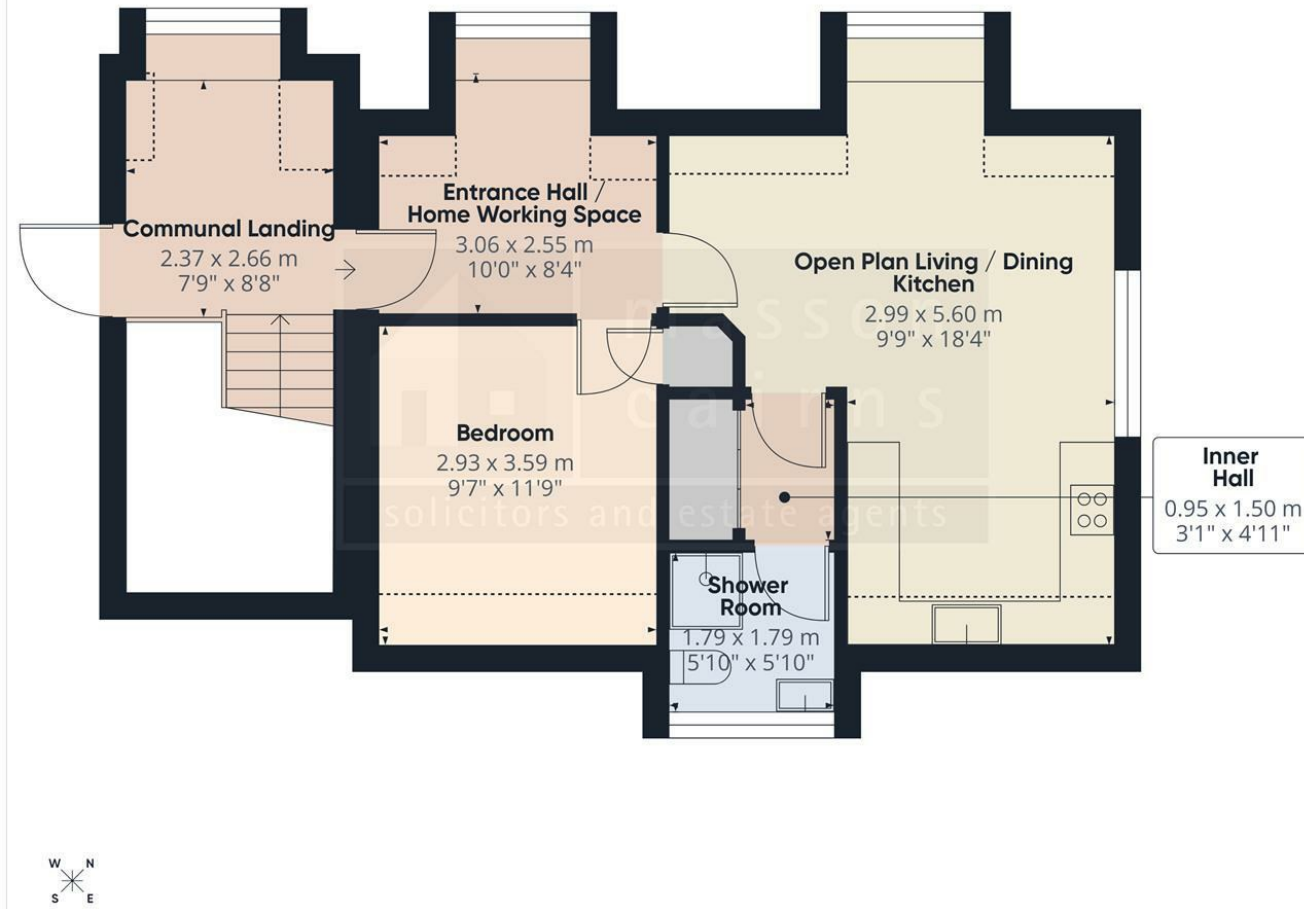 Communal Landing
2.37 x 2.66 m
7'9" x 8'8"
Entrance Hall /
Home Working Space
3.06 x 2.55 m
10'0" x 8'4"
Open Plan Living / Dining
Kitchen
2.99 x 5.60 m
9'9" x 18'4"
Bedroom
2.93 x 3.59 m
9'7" x 11'9"
Inner
Hall
0.95 x 1.50 m
3'1" x 4'11"
Shower
Room
1.79 x 1.79 m
5'10" x 5'10"
masson
cairns
solicitors and estate agents
W N
S E